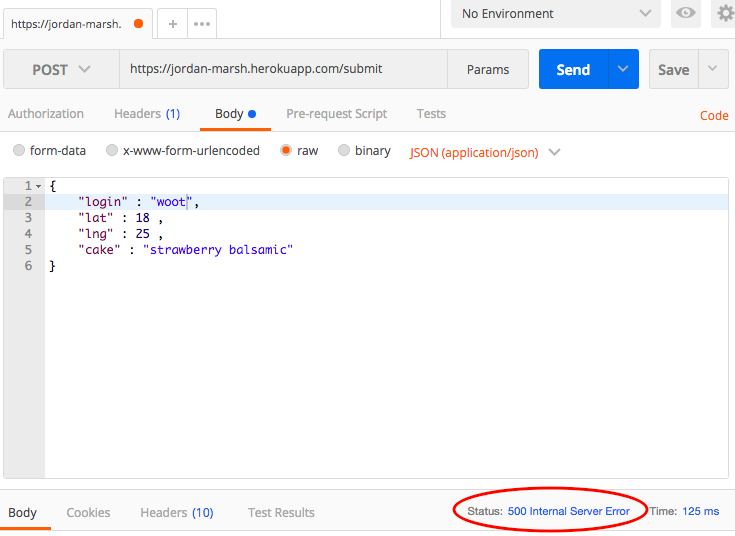 https://jordan-marsh. + ••• No Environment
POST https://jordan-marsh.herokuapp.com/submit Params Send Save
Authorization Headers (1) Body Pre-request Script Tests Code
form-data x-www-form-urlencoded raw binary JSON (application/json)
1 {
2 "login" : "woot",
3 "lat" : 18 ,
4 "lng" : 25 ,
5 "cake" : "strawberry balsamic"
6 }
Body Cookies Headers (10) Test Results Status: 500 Internal Server Error Time: 125 ms